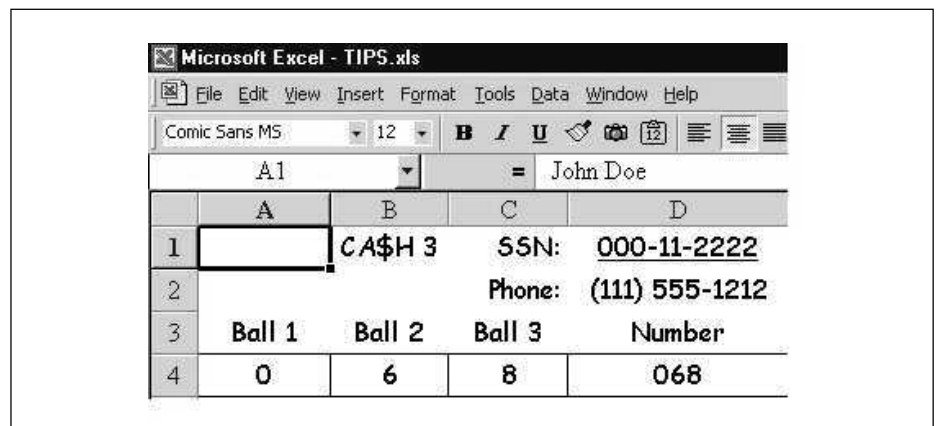 Microsoft Excel - TIPS.xls
File Edit View Insert Format Tools Data Window Help
Comic Sans MS 12 B I U 12
A1 = John Doe
A B C D
1 CA$H 3 SSN: 000-11-2222
2 Phone: (111) 555-1212
3 Ball 1 Ball 2 Ball 3 Number
4 0 6 8 068